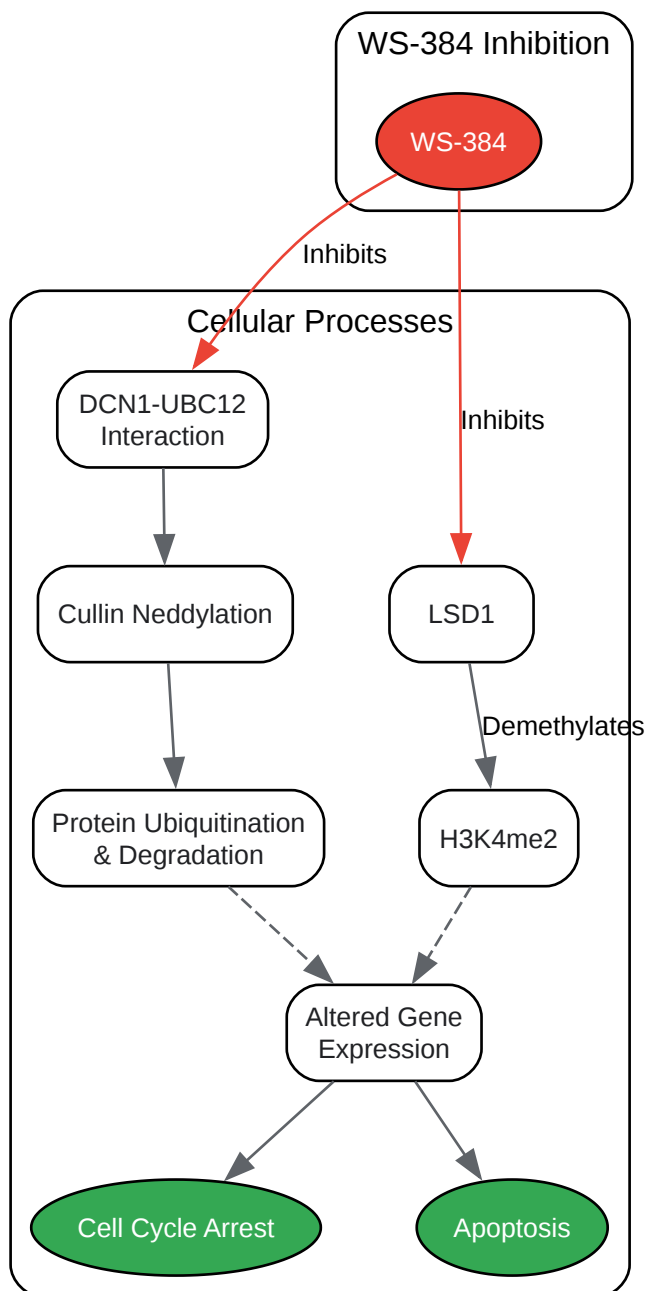 WS-384 Inhibition
WS-384
Inhibits
Cellular Processes
DCN1-UBC12
Interaction
Inhibits
Cullin Neddylation
LSD1
Demethylates
Protein Ubiquitination
& Degradation
H3K4me2
Altered Gene
Expression
Cell Cycle Arrest
Apoptosis